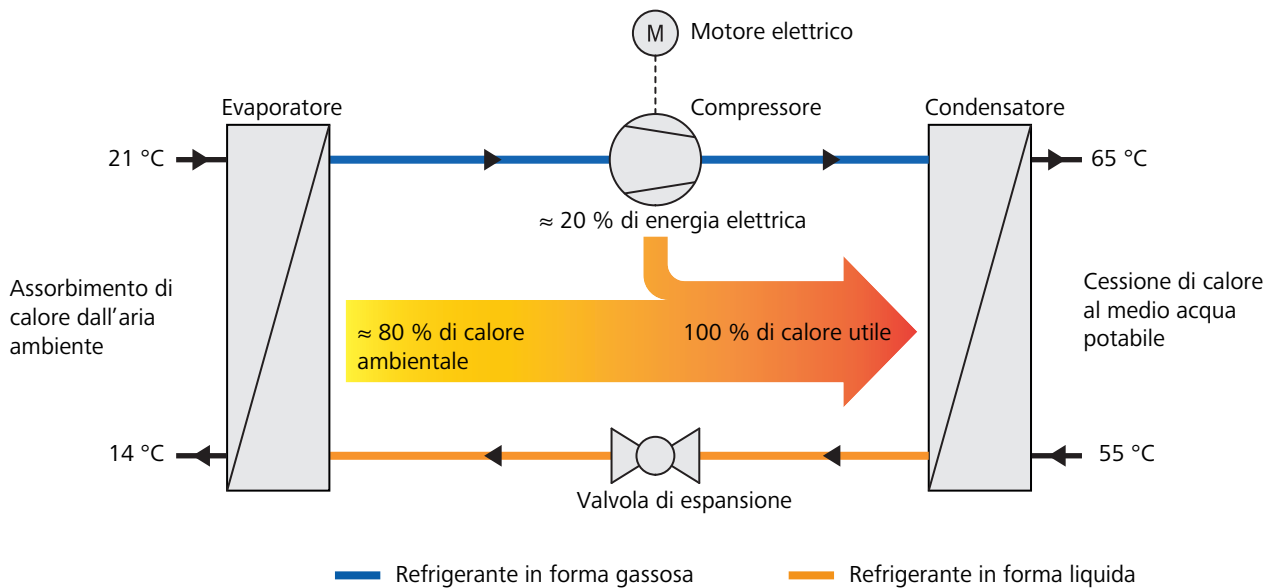 M
Motore elettrico
Evaporatore
Compressore
Condensatore
21 °C
65 °C
≈ 20 % di energia elettrica
Assorbimento di
calore dall'aria
ambiente
≈ 80 % di calore
ambientale
100 % di calore utile
Cessione di calore
al medio acqua
potabile
14 °C
55 °C
Valvola di espansione
Refrigerante in forma gassosa
Refrigerante in forma liquida